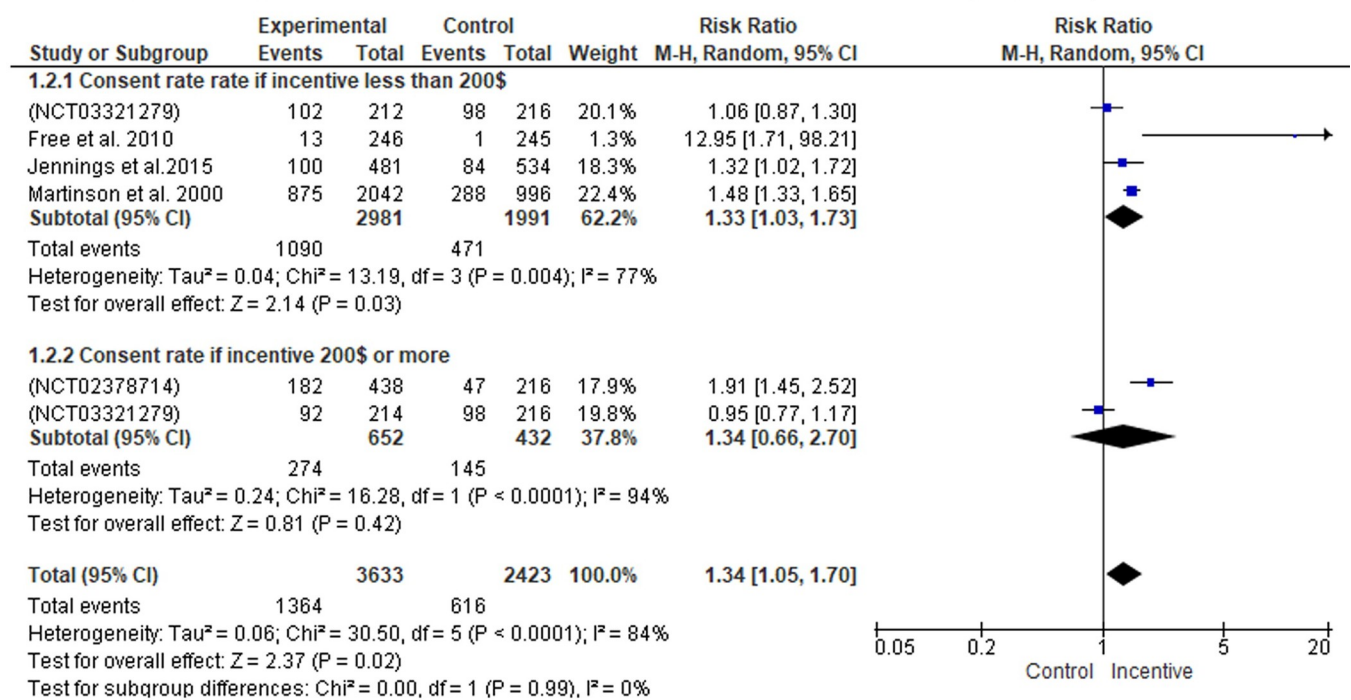 Experimental Control Risk Ratio Risk Ratio
Study or Subgroup Events Total Events Total Weight M-H, Random, 95% CI M-H, Random, 95% CI
1.2.1 Consent rate rate if incentive less than 200$
(NCT03321279) 102 212 98 216 20.1% 1.06 [0.87, 1.30]
Free et al. 2010 13 246 1 245 1.3% 12.95 [1.71, 98.21]
Jennings et al.2015 100 481 84 534 18.3% 1.32 [1.02, 1.72]
Martinson et al. 2000 875 2042 288 996 22.4% 1.48 [1.33, 1.65]
Subtotal (95% CI) 2981 1991 62.2% 1.33 [1.03, 1.73]
Total events 1090 471
Heterogeneity: Tau² = 0.04; Chi² = 13.19, df = 3 (P = 0.004); I² = 77%
Test for overall effect: Z = 2.14 (P = 0.03)
1.2.2 Consent rate if incentive 200$ or more
(NCT02378714) 182 438 47 216 17.9% 1.91 [1.45, 2.52]
(NCT03321279) 92 214 98 216 19.8% 0.95 [0.77, 1.17]
Subtotal (95% CI) 652 432 37.8% 1.34 [0.66, 2.70]
Total events 274 145
Heterogeneity: Tau² = 0.24; Chi² = 16.28, df = 1 (P < 0.0001); I² = 94%
Test for overall effect: Z = 0.81 (P = 0.42)
Total (95% CI) 3633 2423 100.0% 1.34 [1.05, 1.70]
Total events 1364 616
Heterogeneity: Tau² = 0.06; Chi² = 30.50, df = 5 (P < 0.0001); I² = 84%
Test for overall effect: Z = 2.37 (P = 0.02)
Test for subgroup differences: Chi² = 0.00, df = 1 (P = 0.99), I² = 0%
0.05 0.2 1 5 20
Control Incentive